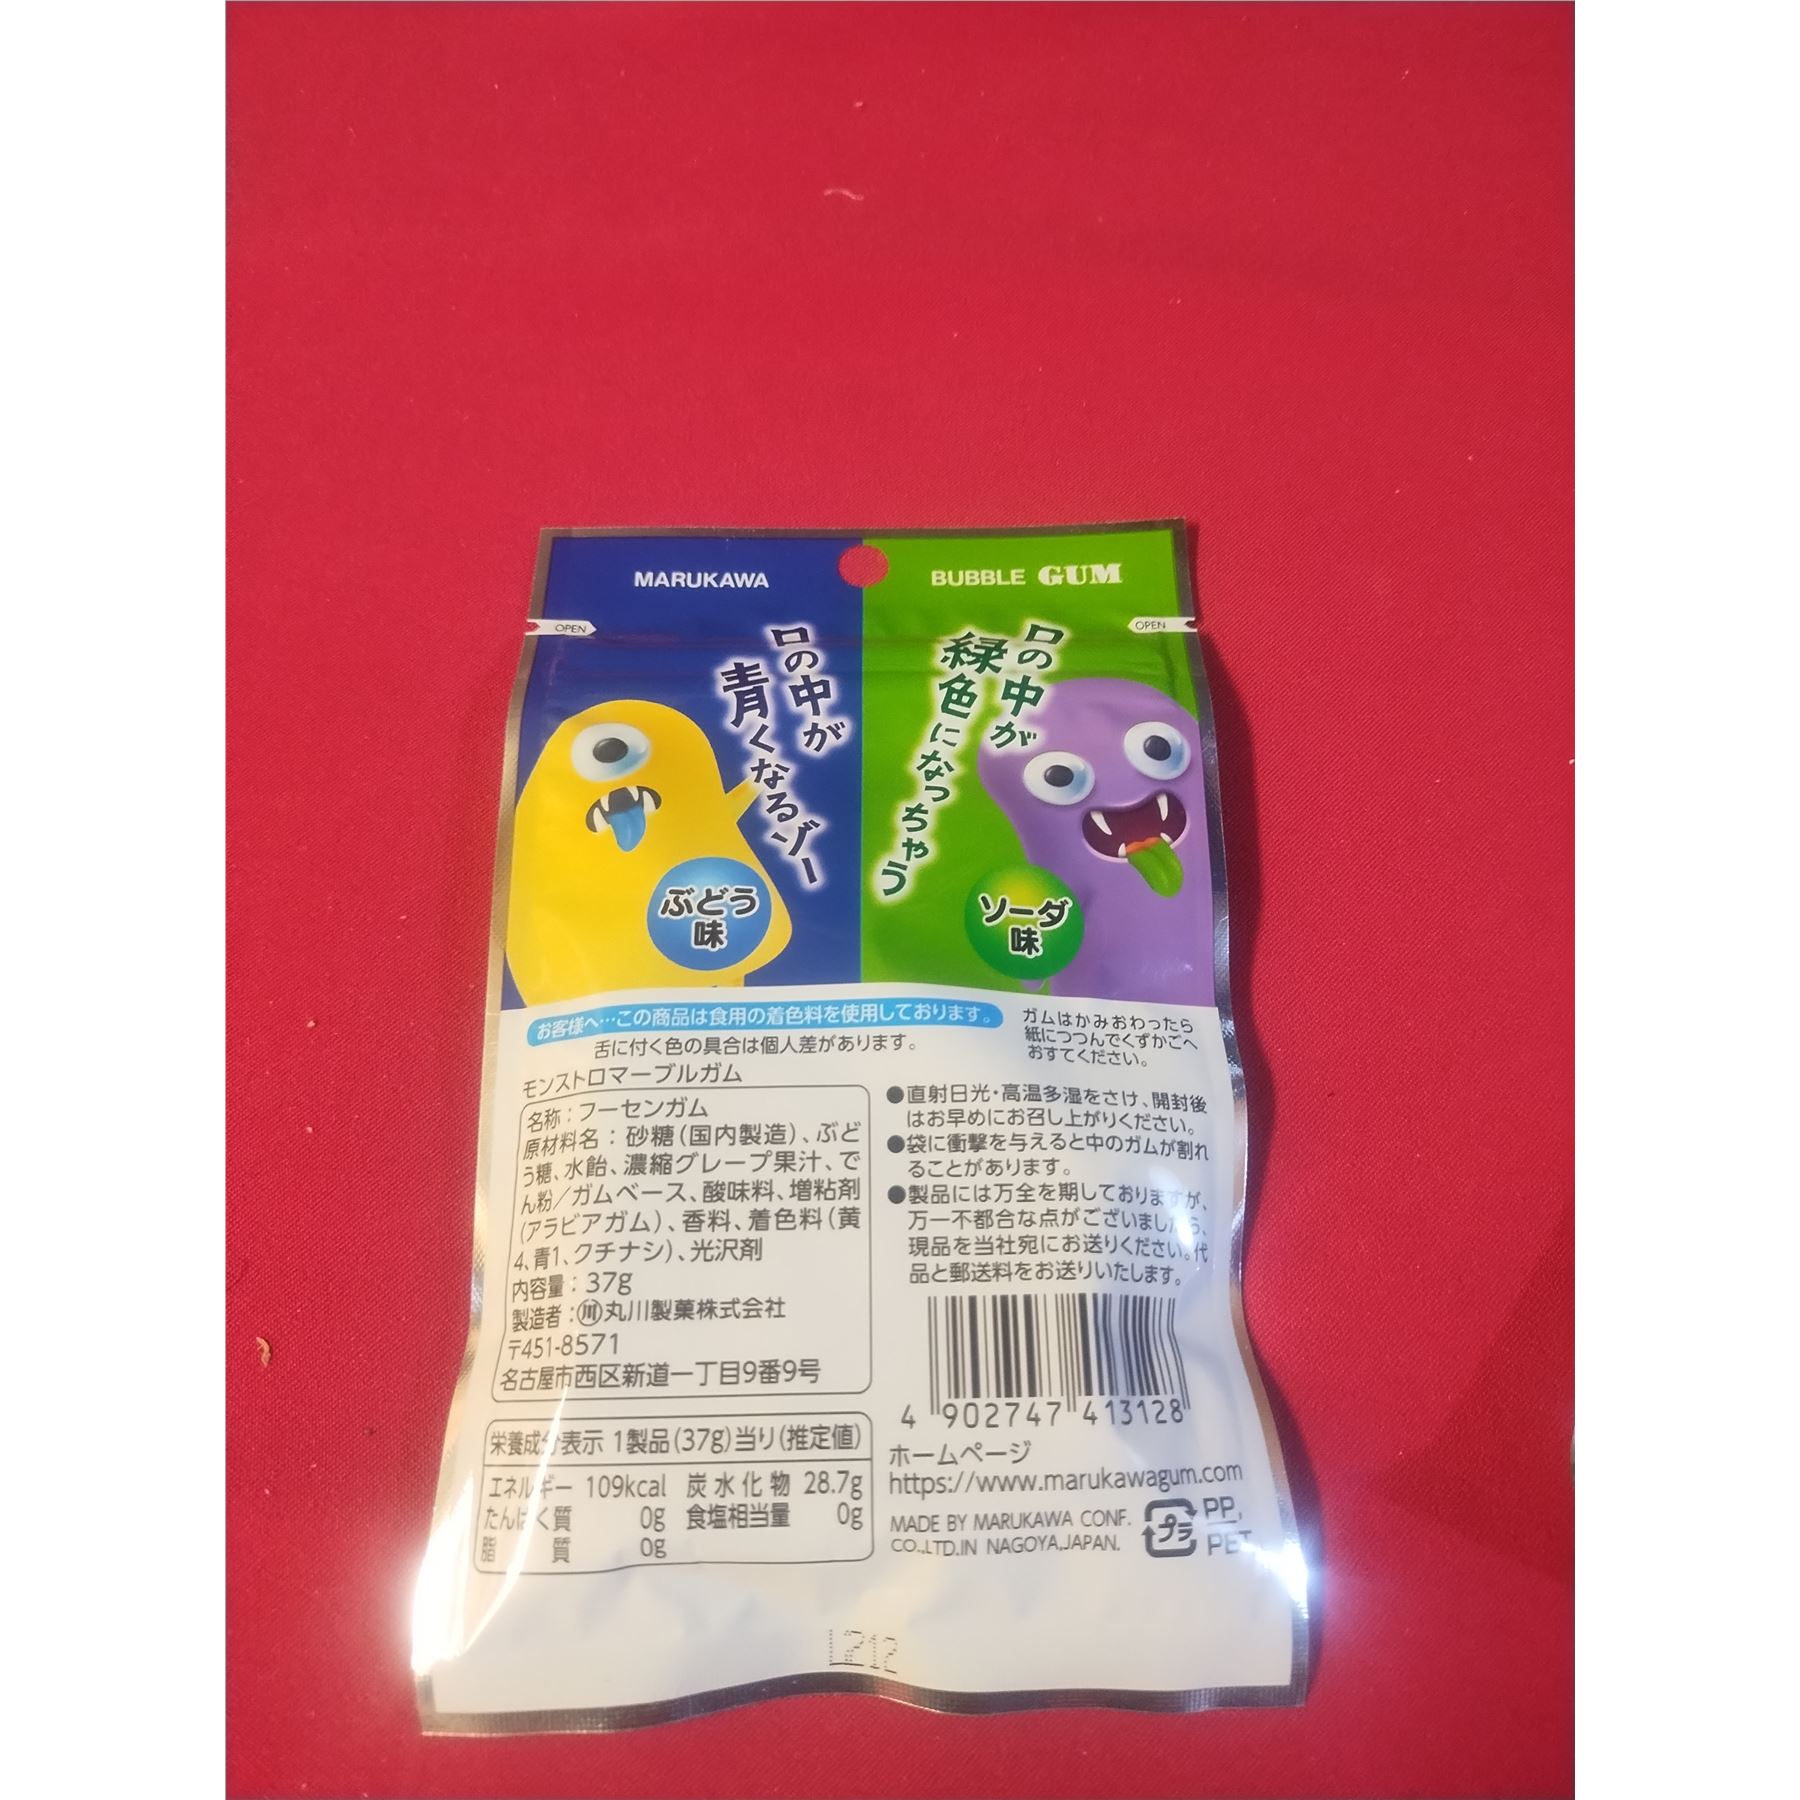 MARUKAWA
BUBBLE GUM
OPEN
OPEN
口の中が
青くなるゾー
口の中が
緑色になっちゃう
ぶどう
味
ソーダ
味
お客様へ…この商品は食用の着色料を使用しております。
舌に付く色の具合は個人差があります。
ガムはかみおわったら
紙につつんでくずかごへ
おすてください。
モンストロマーブルガム
名称：フーセンガム
原材料名：砂糖(国内製造)、ぶど
う糖、水飴、濃縮グレープ果汁、で
ん粉／ガムベース、酸味料、増粘剤
(アラビアガム)、香料、着色料(黄
4、青1、クチナシ)、光沢剤
内容量：37g
製造者：㊮丸川製菓株式会社
〒451-8571
名古屋市西区新道一丁目9番9号
栄養成分表示 1製品(37g)当り(推定値)
エネルギー 109kcal 炭水化物 28.7g
たんぱく質 0g 食塩相当量 0g
脂質 0g
●直射日光・高温多湿をさけ、開封後
はお早めにお召し上がりください。
●袋に衝撃を与えると中のガムが割れ
ることがあります。
●製品には万全を期しておりますが、
万一不都合な点がございましたら、
現品を当社宛にお送りください。代
品と郵送料をお送りいたします。
4 902747 413128
ホームページ
https://www.marukawagum.com
MADE BY MARUKAWA CONF.
CO.,LTD.IN NAGOYA,JAPAN.
プラ
PP,
PET
L212